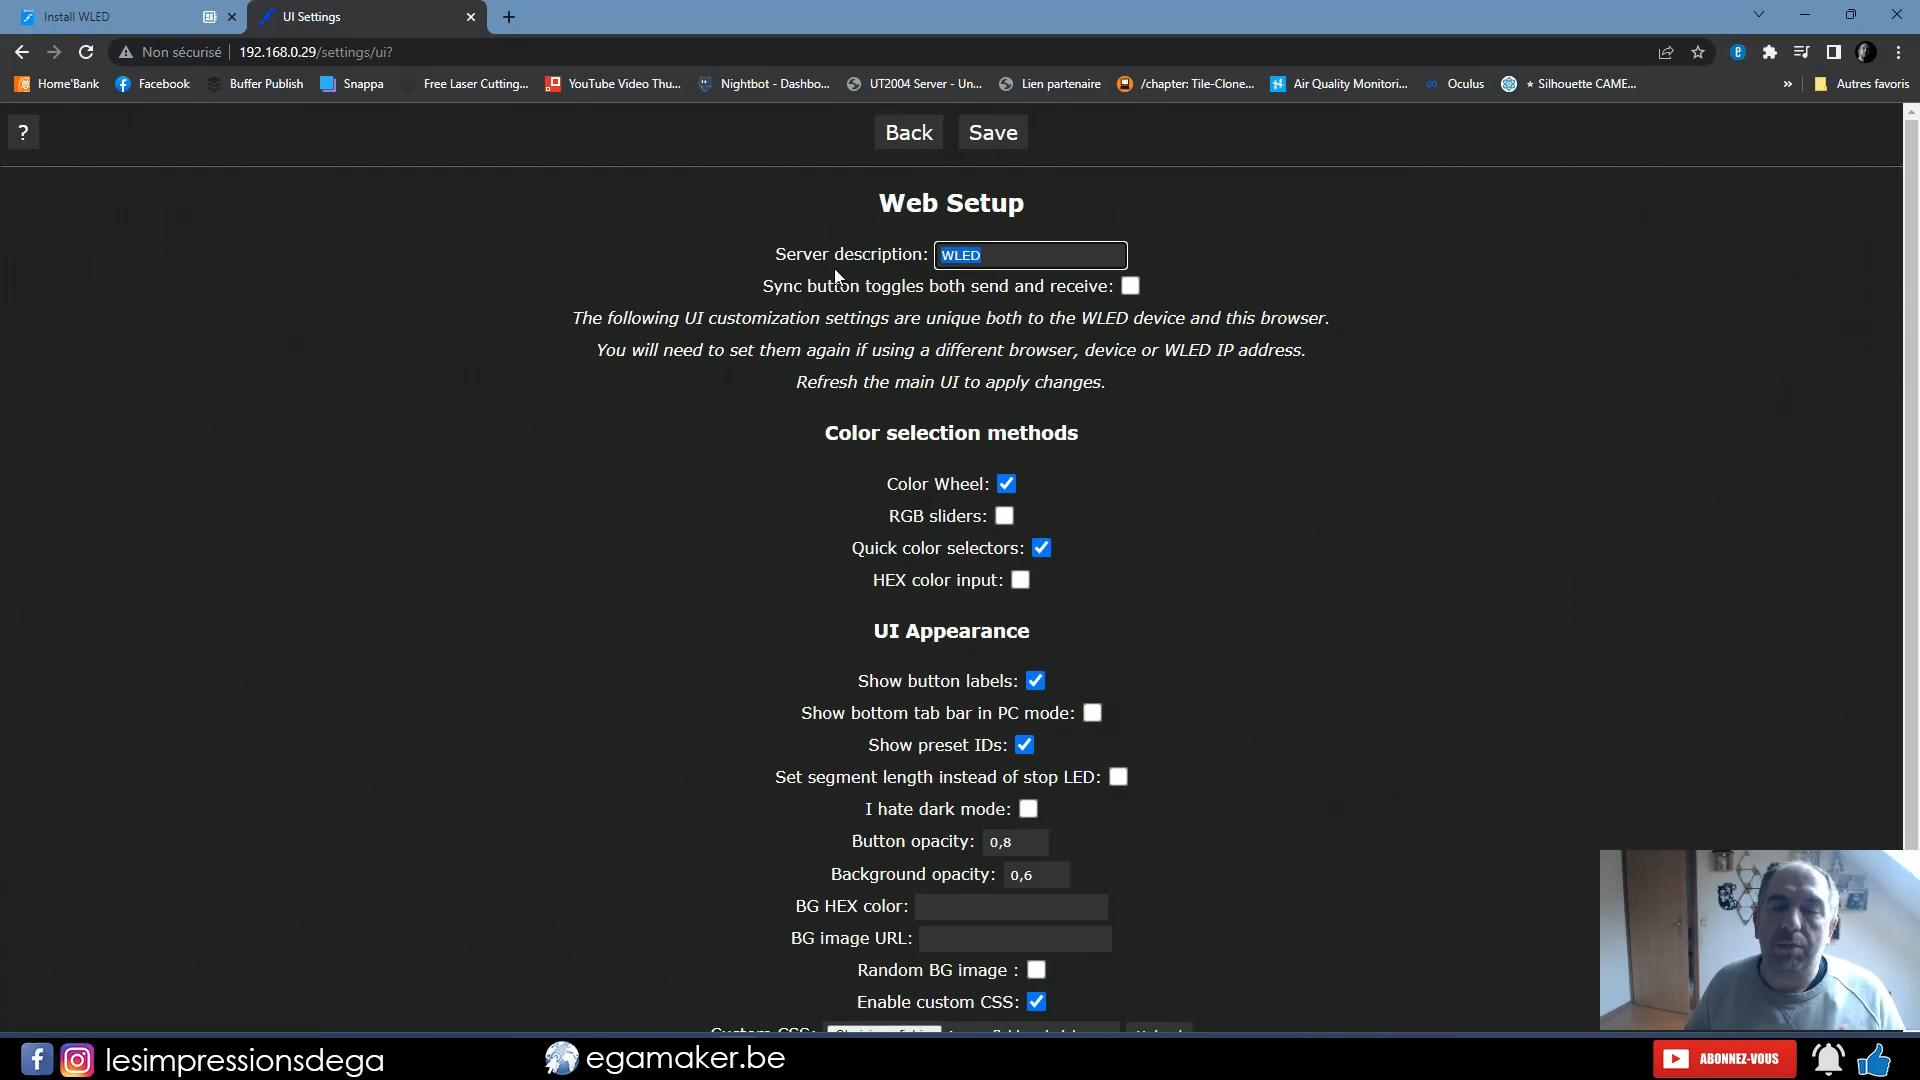 Install WLED
UI Settings
Non sécurisé 192.168.0.29/settings/ui?
Home'Bank Facebook Buffer Publish Snappa Free Laser Cutting... YouTube Video Thu... Nightbot - Dashbo... UT2004 Server - Un... Lien partenaire /chapter: Tile-Clone... Air Quality Monitori... Oculus ★ Silhouette CAME... » Autres favoris
? Back Save
Web Setup
Server description: WLED
Sync button toggles both send and receive:
The following UI customization settings are unique both to the WLED device and this browser.
You will need to set them again if using a different browser, device or WLED IP address.
Refresh the main UI to apply changes.
Color selection methods
Color Wheel:
RGB sliders:
Quick color selectors:
HEX color input:
UI Appearance
Show button labels:
Show bottom tab bar in PC mode:
Show preset IDs:
Set segment length instead of stop LED:
I hate dark mode:
Button opacity: 0,8
Background opacity: 0,6
BG HEX color:
BG image URL:
Random BG image :
Enable custom CSS:
Custom CSS:
lesimpressionsdega egamaker.be ABONNEZ-VOUS